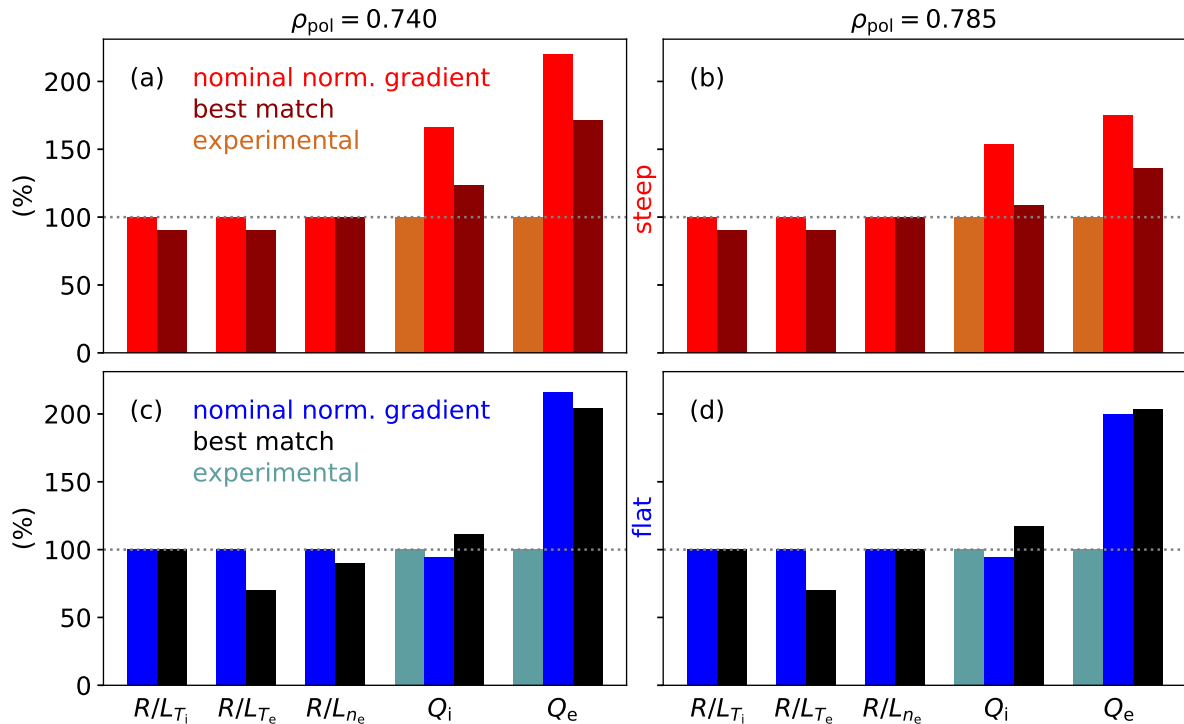 ρpol = 0.740
ρpol = 0.785
(a)
nominal norm. gradient
best match
experimental
(b)
200
150
100
50
0
(%)
steep
(c)
nominal norm. gradient
best match
experimental
(d)
200
150
100
50
0
(%)
flat
R/LTi R/LTe R/Lne Qi Qe
R/LTi R/LTe R/Lne Qi Qe